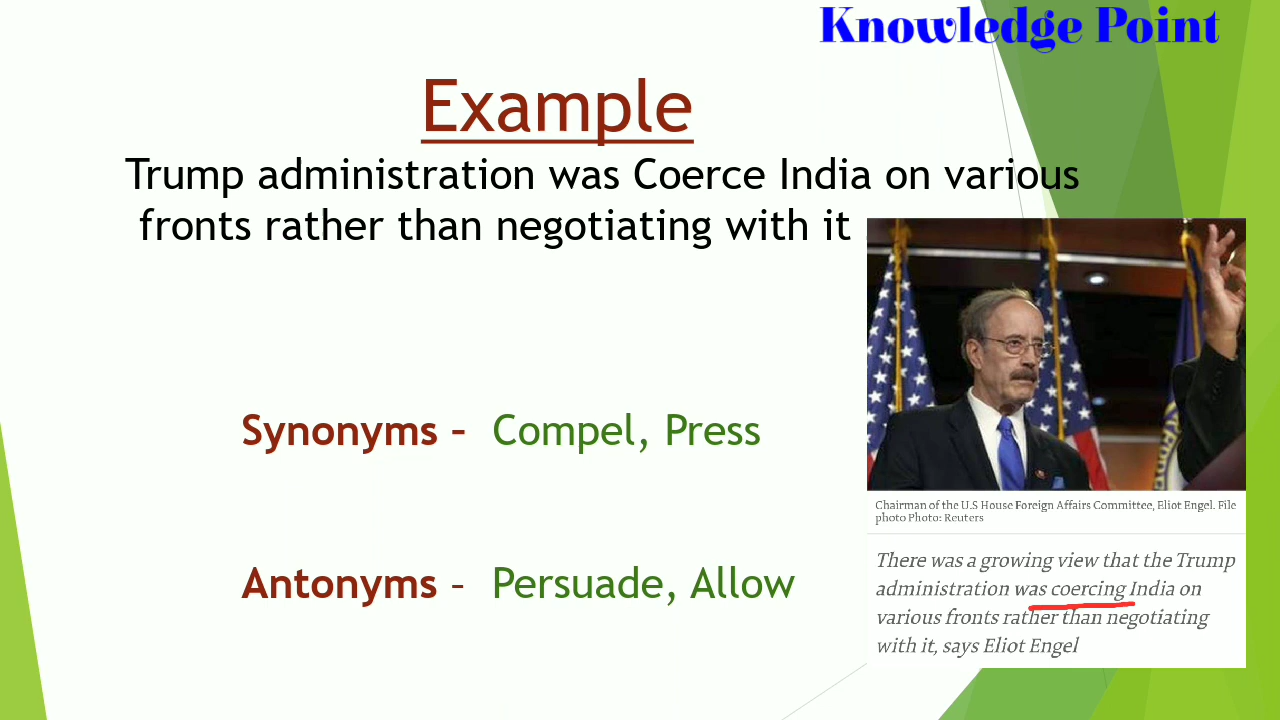 Knowledge Point
Example
Trump administration was Coerce India on various
fronts rather than negotiating with it
Synonyms – Compel, Press
Antonyms – Persuade, Allow
Chairman of the U.S House Foreign Affairs Committee, Eliot Engel. File
photo Photo: Reuters
There was a growing view that the Trump
administration was coercing India on
various fronts rather than negotiating
with it, says Eliot Engel